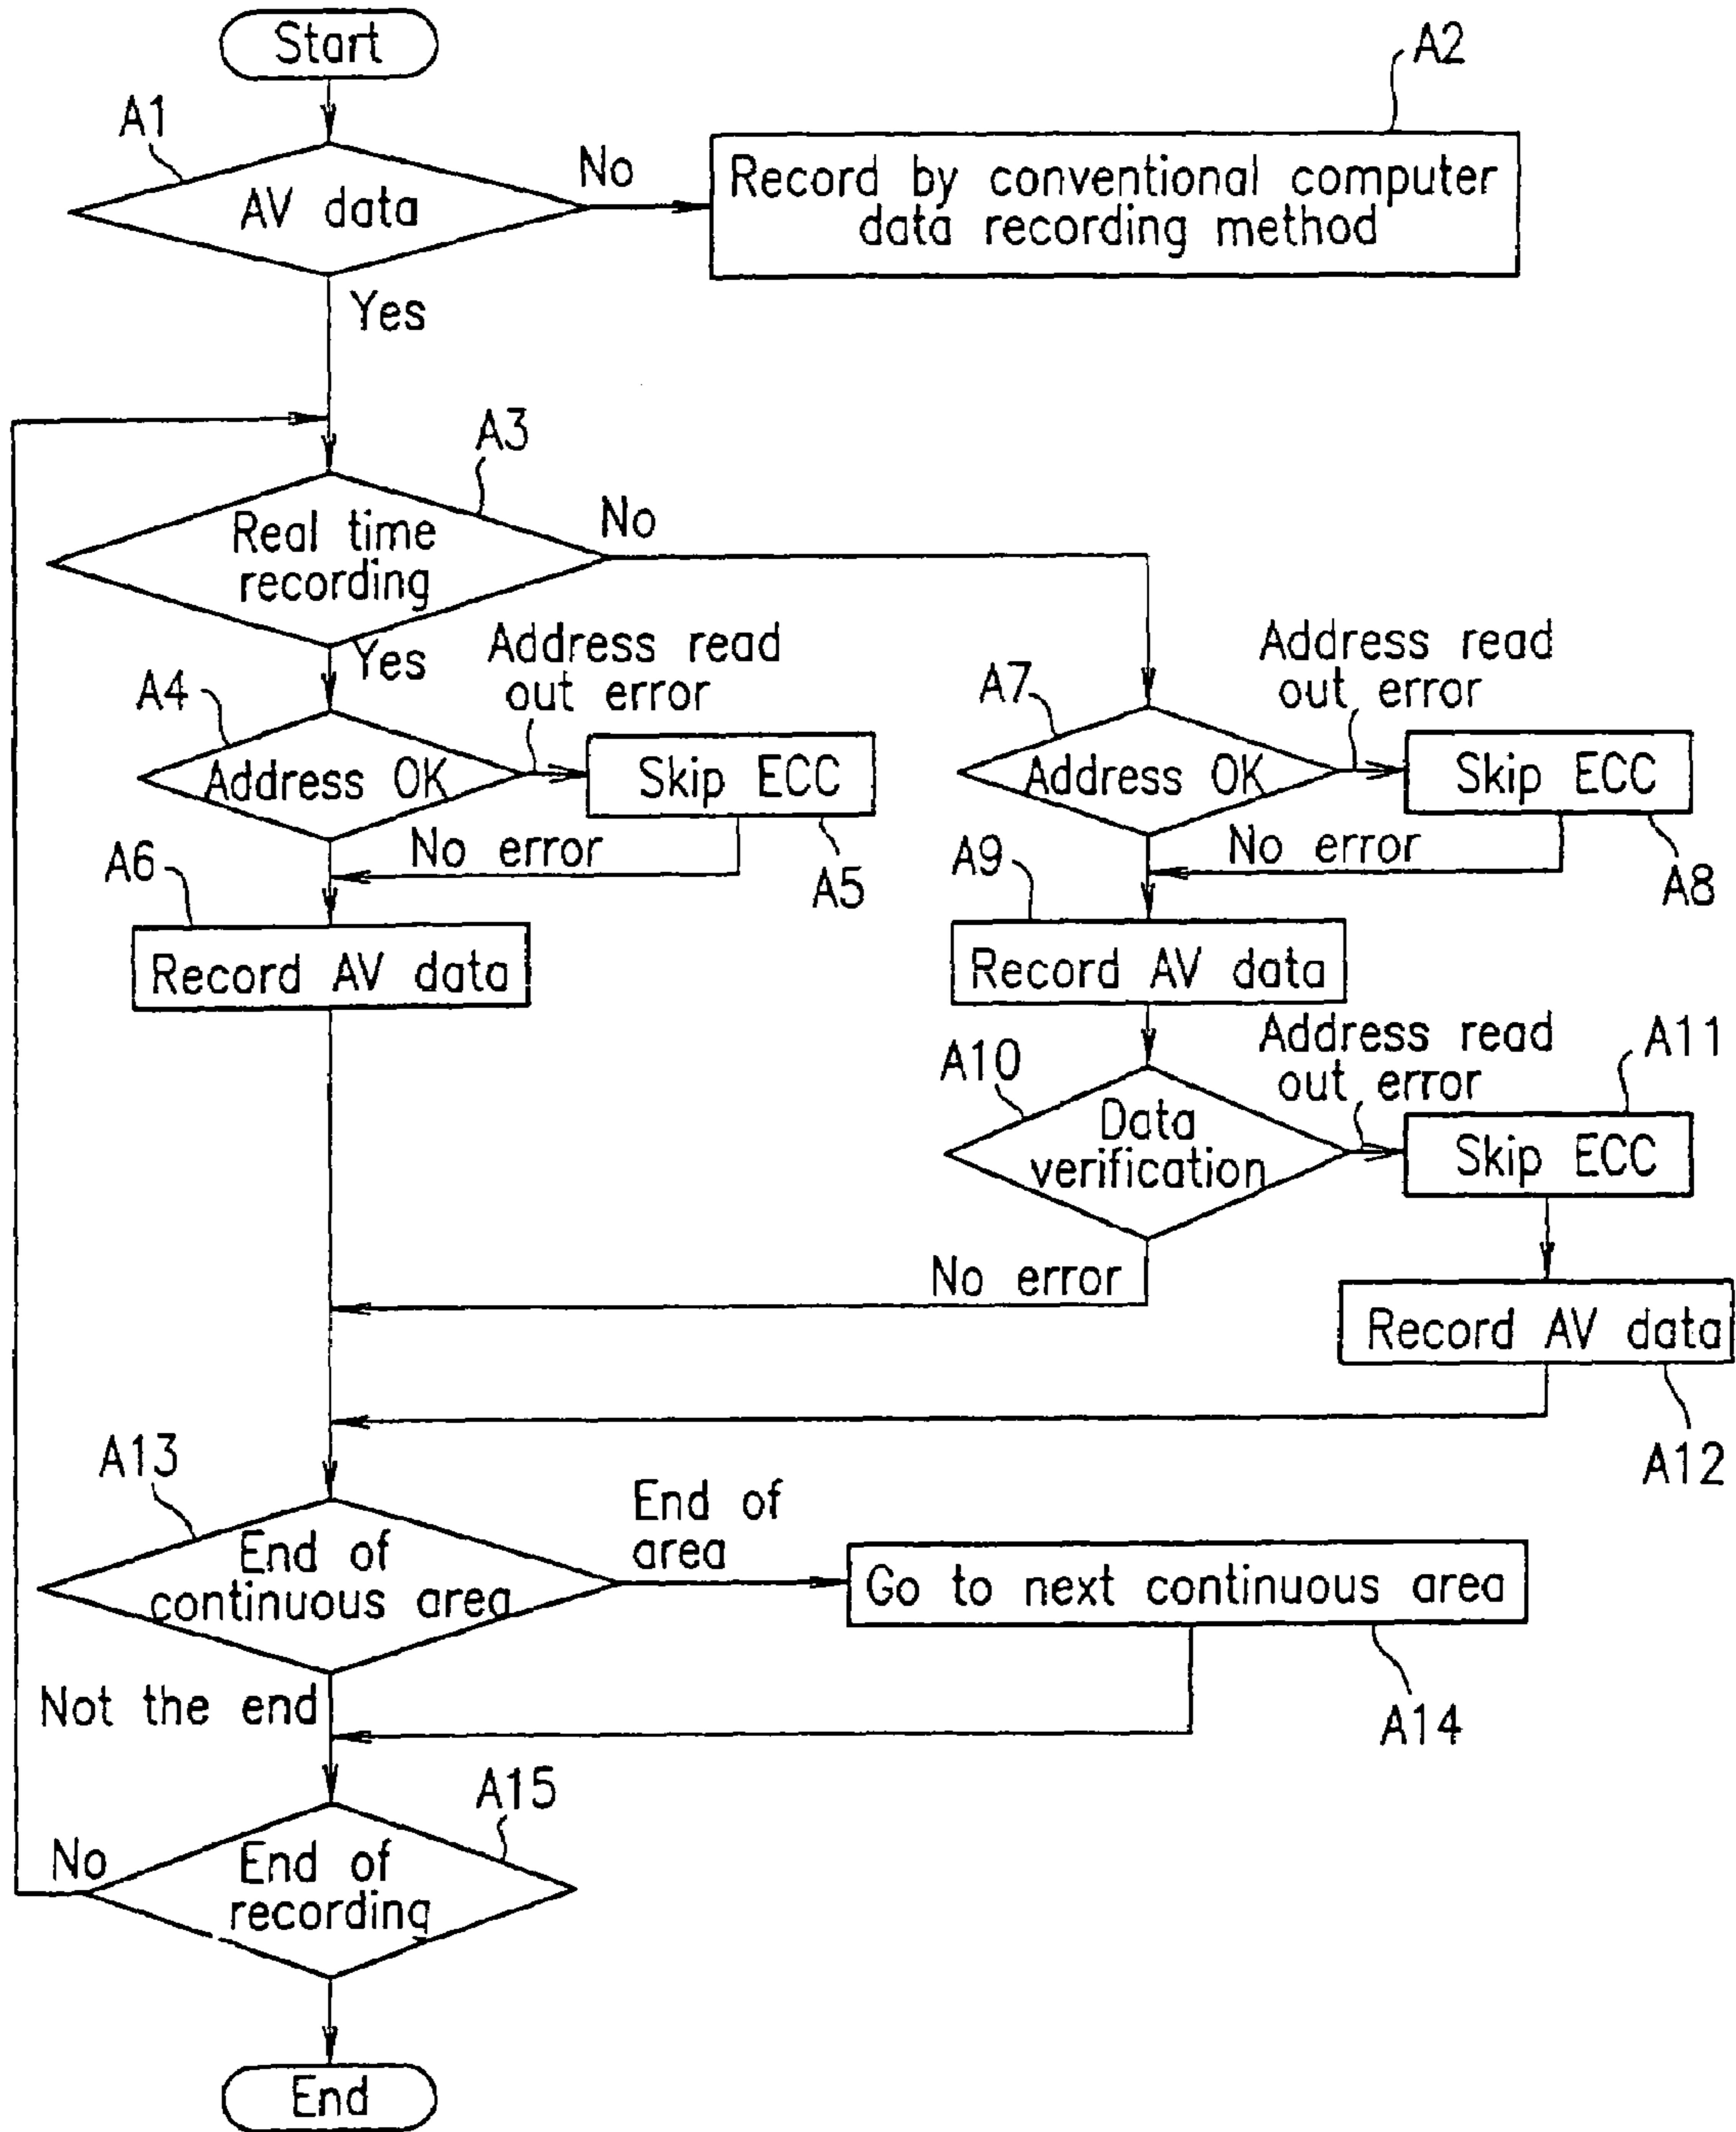 Start
A1
A2
AV data
No
Record by conventional computer
data recording method
Yes
A3
Real time
recording
No
Yes
Address read
out error
A4
Address OK
Skip ECC
A5
No error
Address read
out error
A7
Address OK
Skip ECC
A8
No error
A6
Record AV data
A9
Record AV data
A10
Data
verification
Address read
out error
A11
Skip ECC
No error
Record AV data
A12
A13
End of
continuous area
End of
area
Go to next continuous area
A14
Not the end
A15
No
End of
recording
End